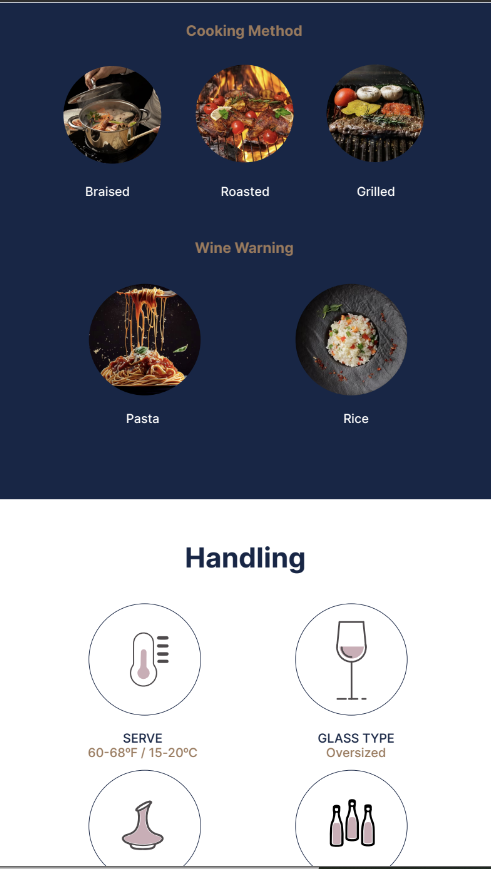 Cooking Method
Braised
Roasted
Grilled
Wine Warning
Pasta
Rice
Handling
SERVE
60-68ºF / 15-20ºC
GLASS TYPE
Oversized